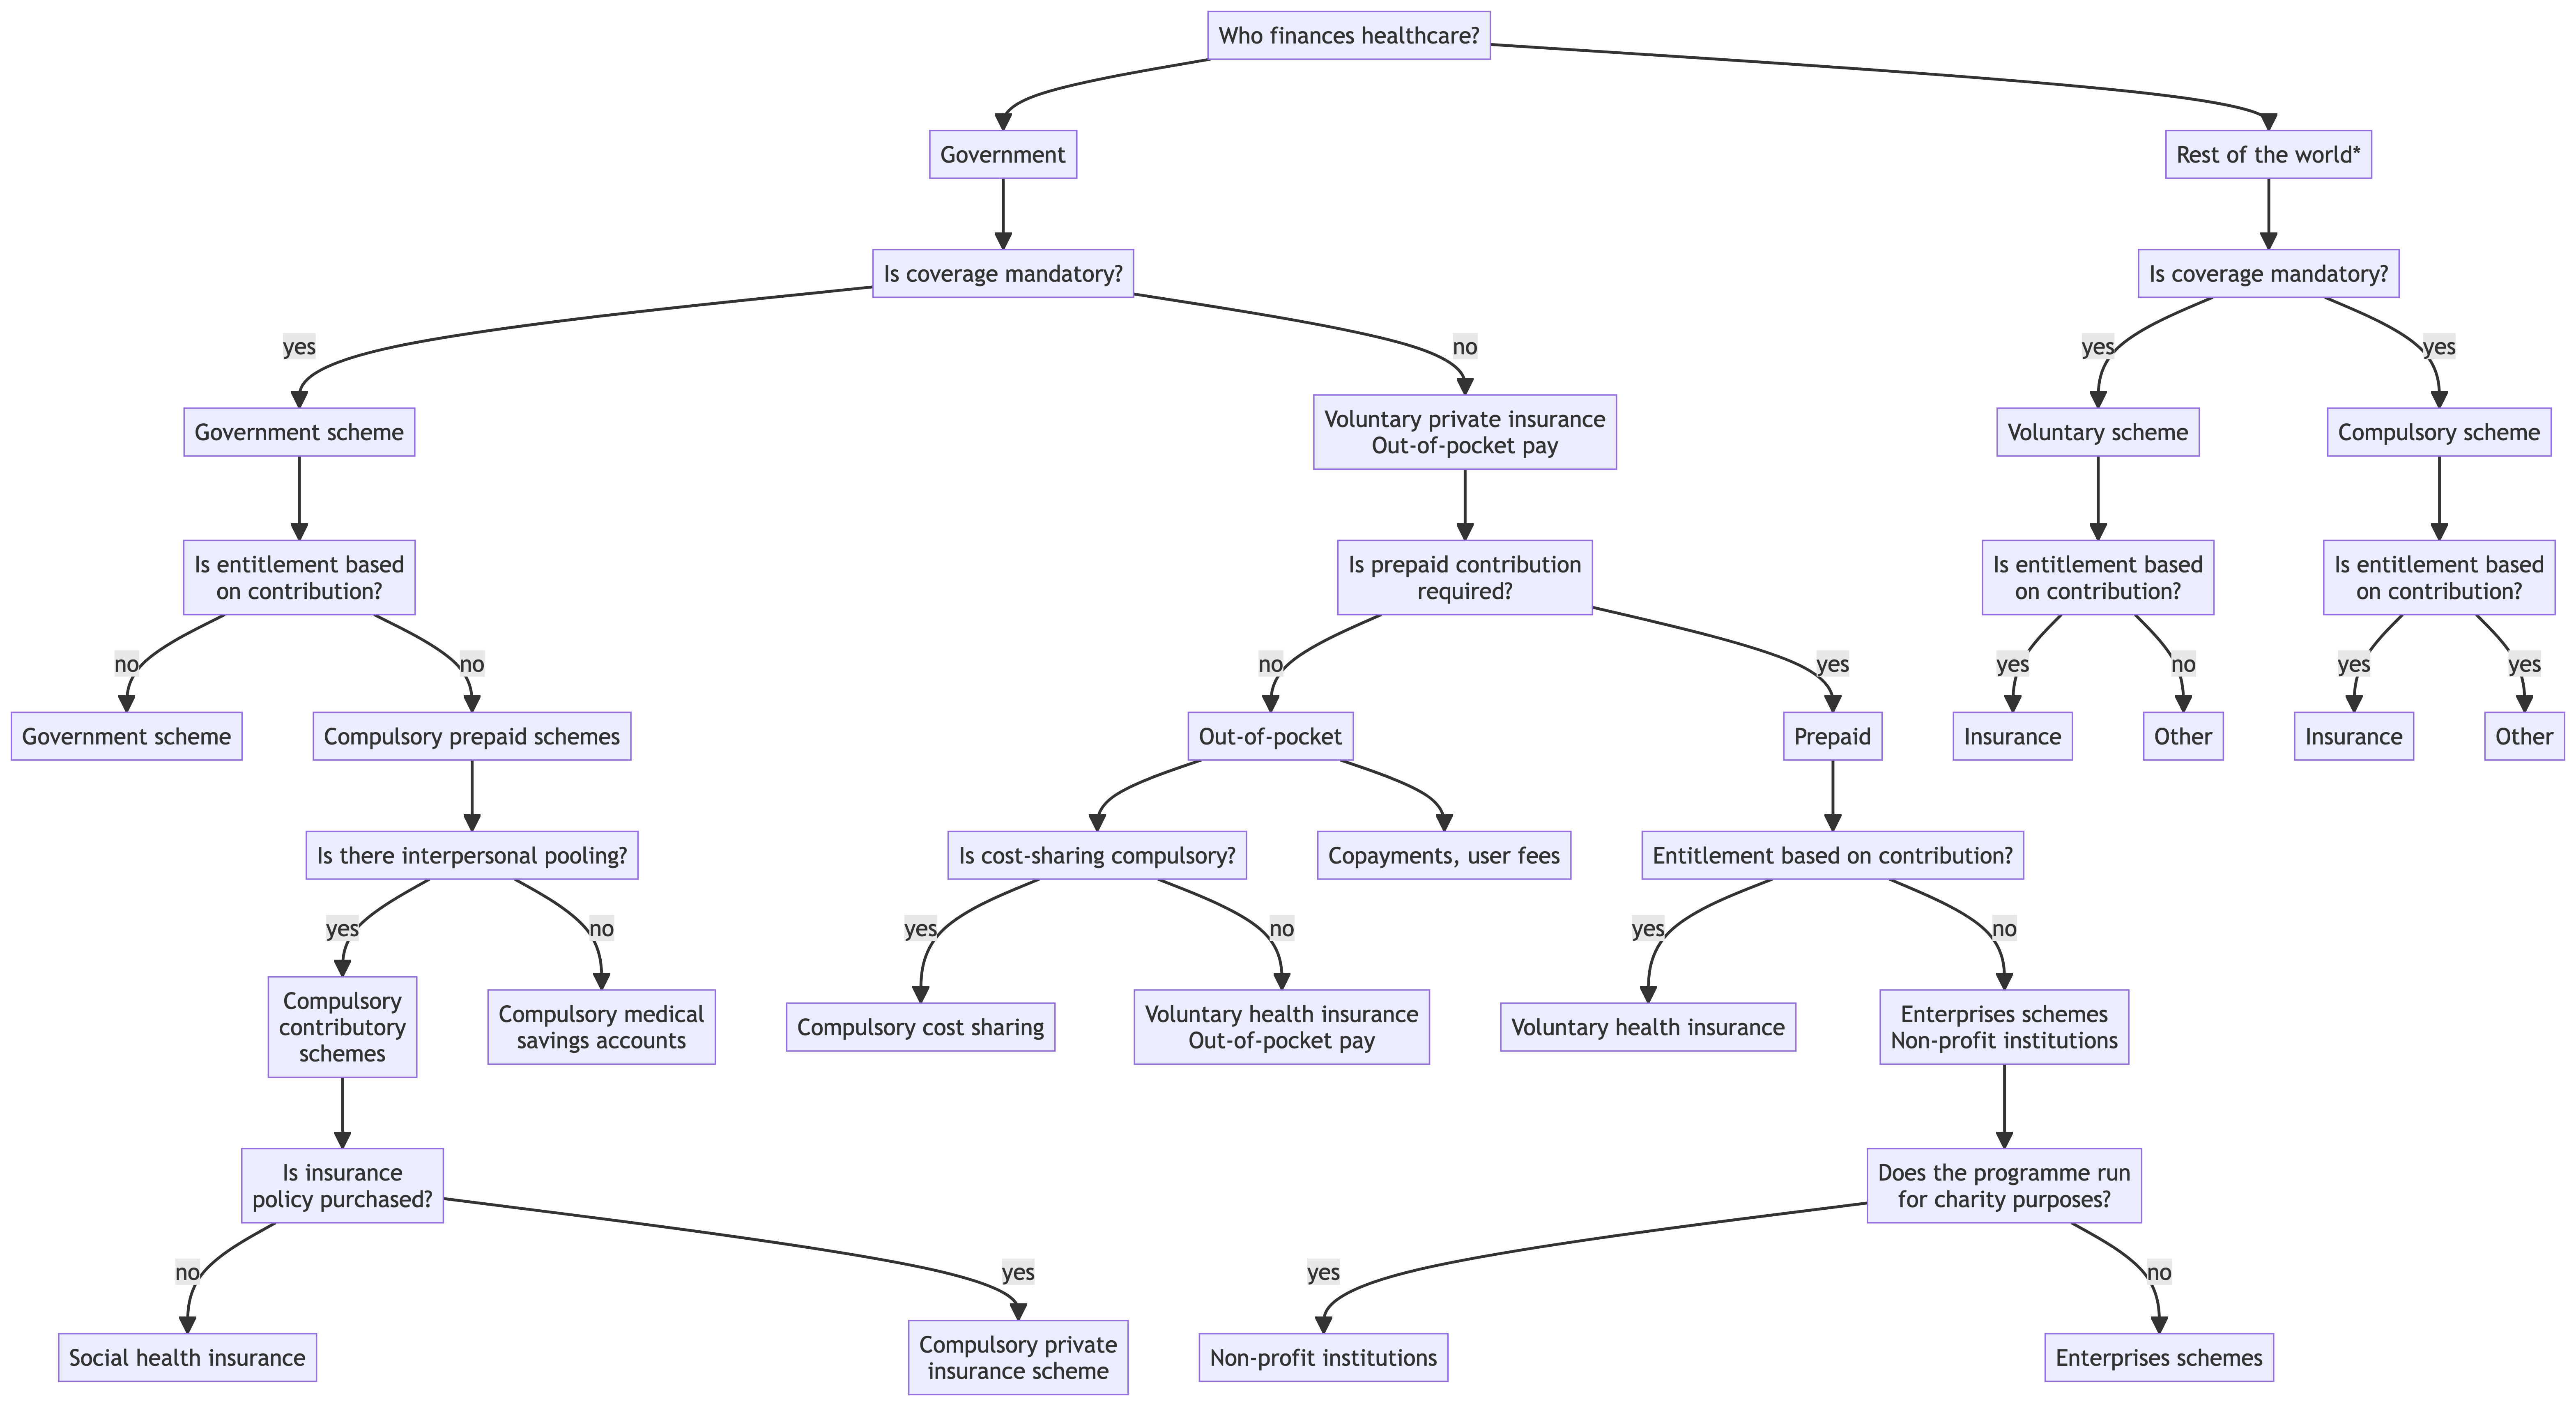 Who finances healthcare?
Government
Rest of the world*
Is coverage mandatory?
Is coverage mandatory?
yes
no
yes
yes
Government scheme
Voluntary private insurance
Out-of-pocket pay
Voluntary scheme
Compulsory scheme
Is entitlement based
on contribution?
Is prepaid contribution
required?
Is entitlement based
on contribution?
Is entitlement based
on contribution?
no
no
no
yes
yes
no
yes
yes
Government scheme
Compulsory prepaid schemes
Out-of-pocket
Prepaid
Insurance
Other
Insurance
Other
Is there interpersonal pooling?
Is cost-sharing compulsory?
Copayments, user fees
Entitlement based on contribution?
yes
no
yes
no
yes
no
Compulsory
contributory
schemes
Compulsory medical
savings accounts
Compulsory cost sharing
Voluntary health insurance
Out-of-pocket pay
Voluntary health insurance
Enterprises schemes
Non-profit institutions
Is insurance
policy purchased?
Does the programme run
for charity purposes?
no
yes
yes
no
Social health insurance
Compulsory private
insurance scheme
Non-profit institutions
Enterprises schemes